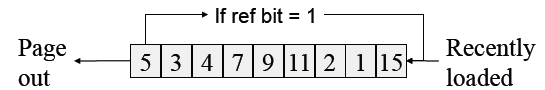 If ref bit = 1
Page out
5 3 4 7 9 11 2 1 15
Recently loaded